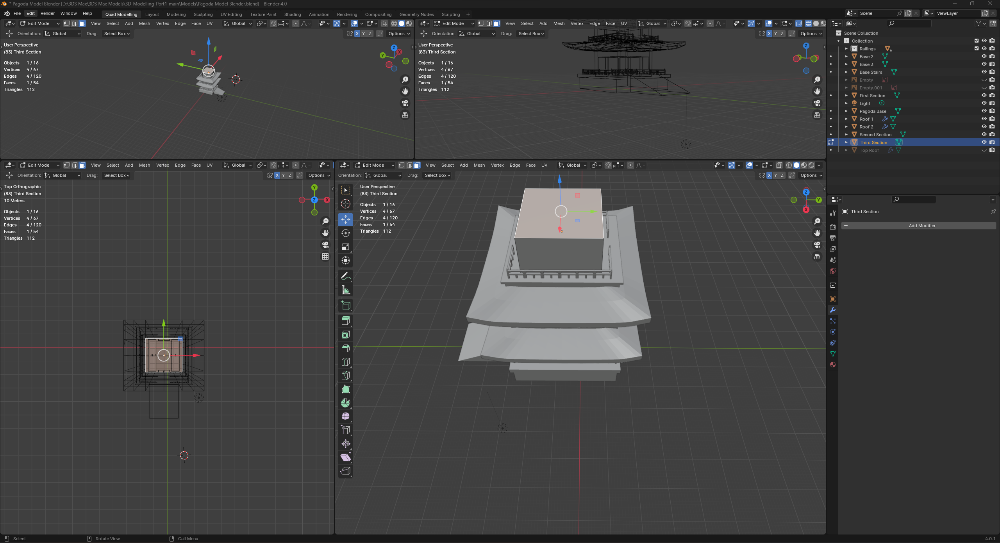 * Pagoda Model Blender [D:\3DS Max\3DS Max Models\3D_Modelling_Port1-main\Models\Pagoda Model Blender.blend] - Blender 4.0
File Edit Render Window Help Quad Modelling Layout Modeling Sculpting UV Editing Texture Paint Shading Animation Rendering Compositing Geometry Nodes Scripting + Scene ViewLayer
Edit Mode View Select Add Mesh Vertex Edge Face UV Global
Orientation: Global Drag: Select Box X Y Z Options
User Perspective
(83) Third Section
Objects 1 / 16
Vertices 4 / 67
Edges 4 / 120
Faces 1 / 54
Triangles 112
Z
X
Y
Edit Mode View Select Add Mesh Vertex Edge Face UV Global
Orientation: Global Drag: Select Box X Y Z Options
User Perspective
(83) Third Section
Objects 1 / 16
Vertices 4 / 67
Edges 4 / 120
Faces 1 / 54
Triangles 112
Z
Scene Collection
Collection
Railings 6
Base 2
Base 3
Base Stairs
Empty
Empty.001
First Section
Light
Pagoda Base
Roof 1
Roof 2
Second Section
Third Section
Top Roof
Edit Mode View Select Add Mesh Vertex Edge Face UV Global
Orientation: Global Drag: Select Box X Y Z Options
Top Orthographic
(83) Third Section
10 Meters
Objects 1 / 16
Vertices 4 / 67
Edges 4 / 120
Faces 1 / 54
Triangles 112
Y
Z
X
Edit Mode View Select Add Mesh Vertex Edge Face UV Global
Orientation: Global Drag: Select Box X Y Z Options
User Perspective
(83) Third Section
Objects 1 / 16
Vertices 4 / 67
Edges 4 / 120
Faces 1 / 54
Triangles 112
Z
Y
X
Third Section
+ Add Modifier
Select Rotate View Call Menu 4.0.1